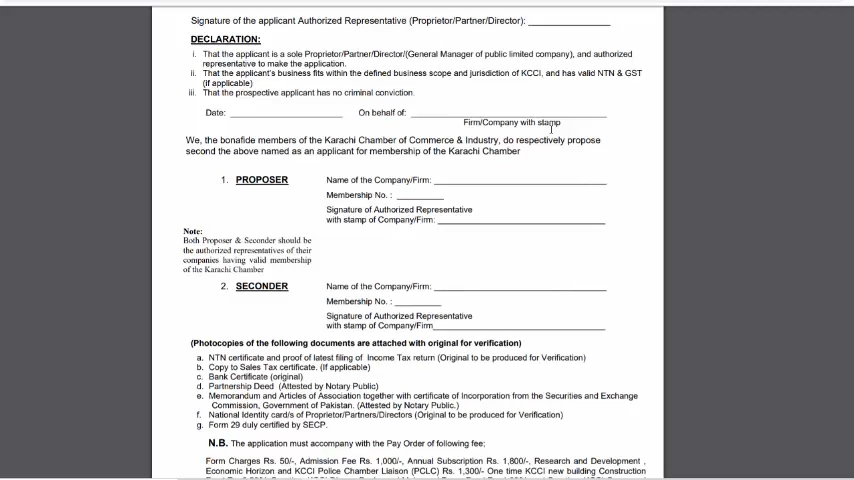 Signature of the applicant Authorized Representative (Proprietor/Partner/Director): ________________
DECLARATION:
i. That the applicant is a sole Proprietor/Partner/Director/(General Manager of public limited company), and authorized
representative to make the application.
ii. That the applicant's business fits within the defined business scope and jurisdiction of KCCI, and has valid NTN & GST
(if applicable)
iii. That the prospective applicant has no criminal conviction.
Date: ____________________ On behalf of: ____________________________________
Firm/Company with stamp
We, the bonafide members of the Karachi Chamber of Commerce & Industry, do respectively propose
second the above named as an applicant for membership of the Karachi Chamber
1. PROPOSER Name of the Company/Firm: ______________________________
Membership No. : _________
Signature of Authorized Representative
with stamp of Company/Firm: _____________________________
Note:
Both Proposer & Seconder should be
the authorized representatives of their
companies having valid membership
of the Karachi Chamber
2. SECONDER Name of the Company/Firm: ______________________________
Membership No. : _________
Signature of Authorized Representative
with stamp of Company/Firm______________________________
(Photocopies of the following documents are attached with original for verification)
a. NTN certificate and proof of latest filing of Income Tax return (Original to be produced for Verification)
b. Copy to Sales Tax certificate. (If applicable)
c. Bank Certificate (original)
d. Partnership Deed (Attested by Notary Public)
e. Memorandum and Articles of Association together with certificate of Incorporation from the Securities and Exchange
Commission, Government of Pakistan. (Attested by Notary Public.)
f. National Identity card/s of Proprietor/Partners/Directors (Original to be produced for Verification)
g. Form 29 duly certified by SECP.
N.B. The application must accompany with the Pay Order of following fee;
Form Charges Rs. 50/-, Admission Fee Rs. 1,000/-, Annual Subscription Rs. 1,800/-, Research and Development ,
Economic Horizon and KCCI Police Chamber Liaison (PCLC) Rs. 1,300/- One time KCCI new building Construction